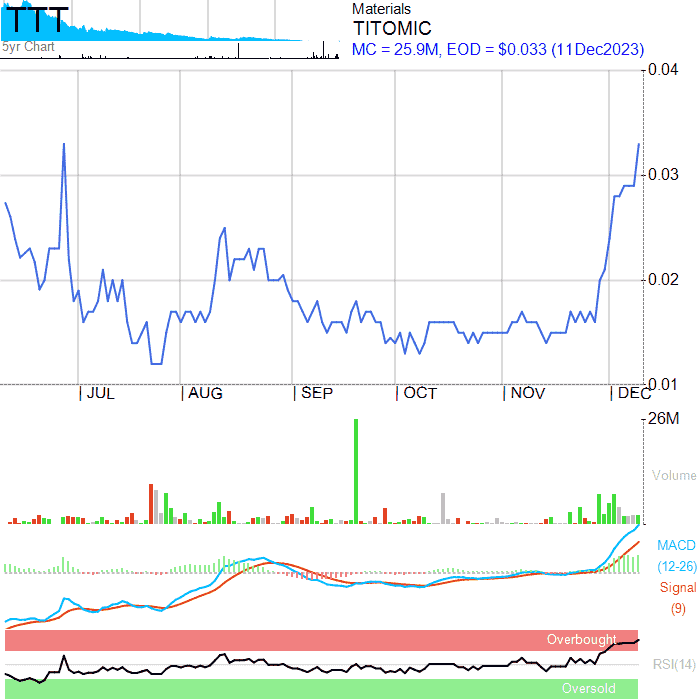 TTT
5yr Chart
Materials
TITOMIC
MC = 25.9M, EOD = $0.033 (11Dec2023)
0.04
0.03
0.02
0.01
JUL AUG SEP OCT NOV DEC
26M
Volume
MACD
(12-26)
Signal
(9)
Overbought
RSI(14)
Oversold